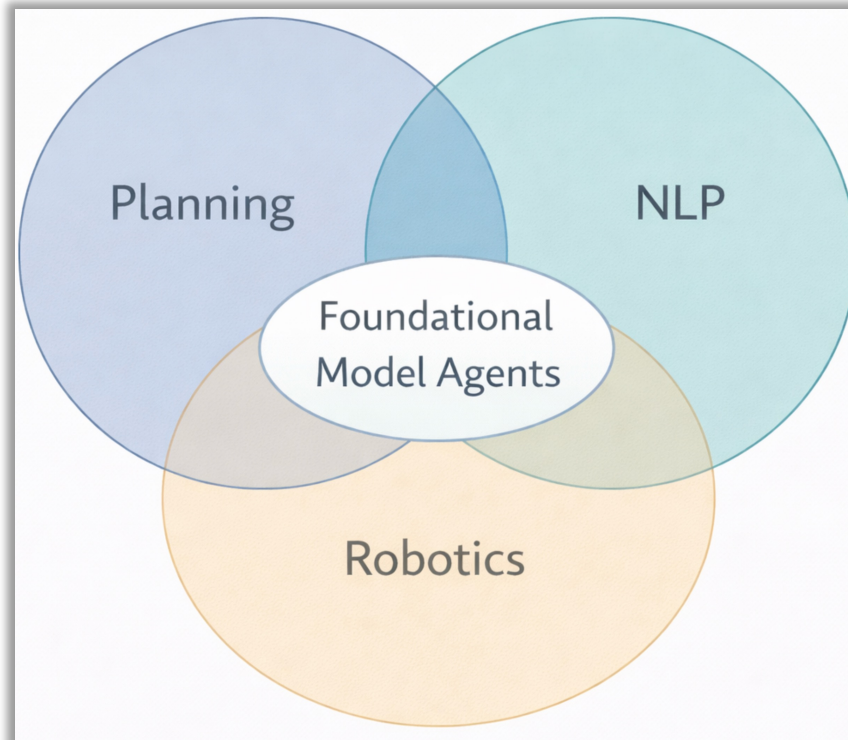 Planning
NLP
Foundational
Model Agents
Robotics